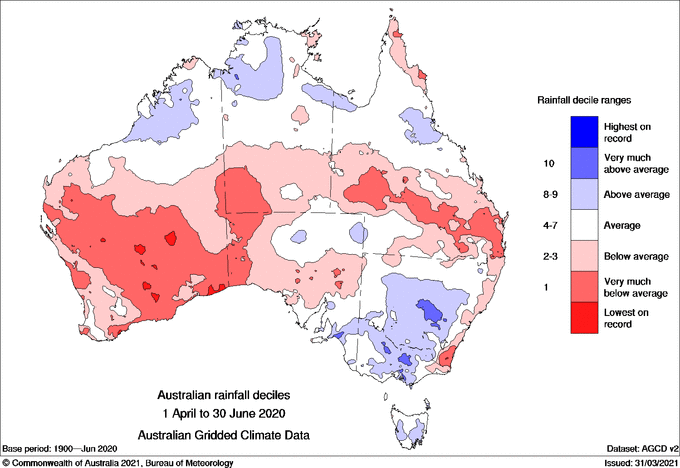 Rainfall decile ranges
Highest on
record
10
Very much
above average
8-9
Above average
4-7
Average
2-3
Below average
1
Very much
below average
Lowest on
record
Australian rainfall deciles
1 April to 30 June 2020
Australian Gridded Climate Data
Base period: 1900—Jun 2020
Dataset: AGCD v2
© Commonwealth of Australia 2021, Bureau of Meteorology
Issued: 31/03/2021